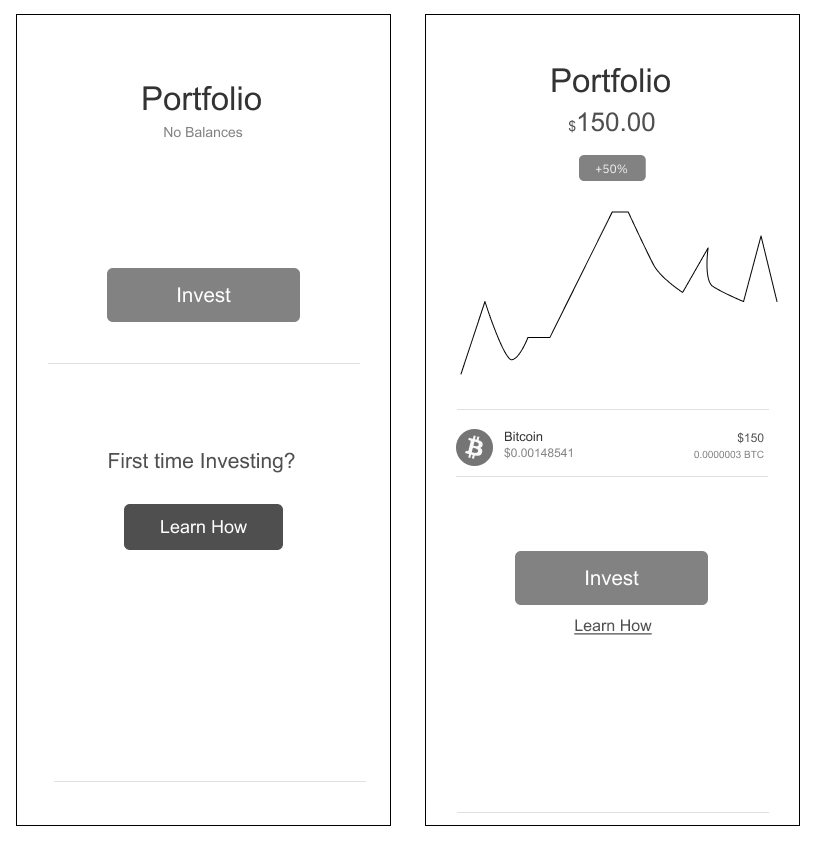 Portfolio
No Balances
Invest
First time Investing?
Learn How
Portfolio
$150.00
+50%
Bitcoin
$150
$0.00148541
0.0000003 BTC
Invest
Learn How